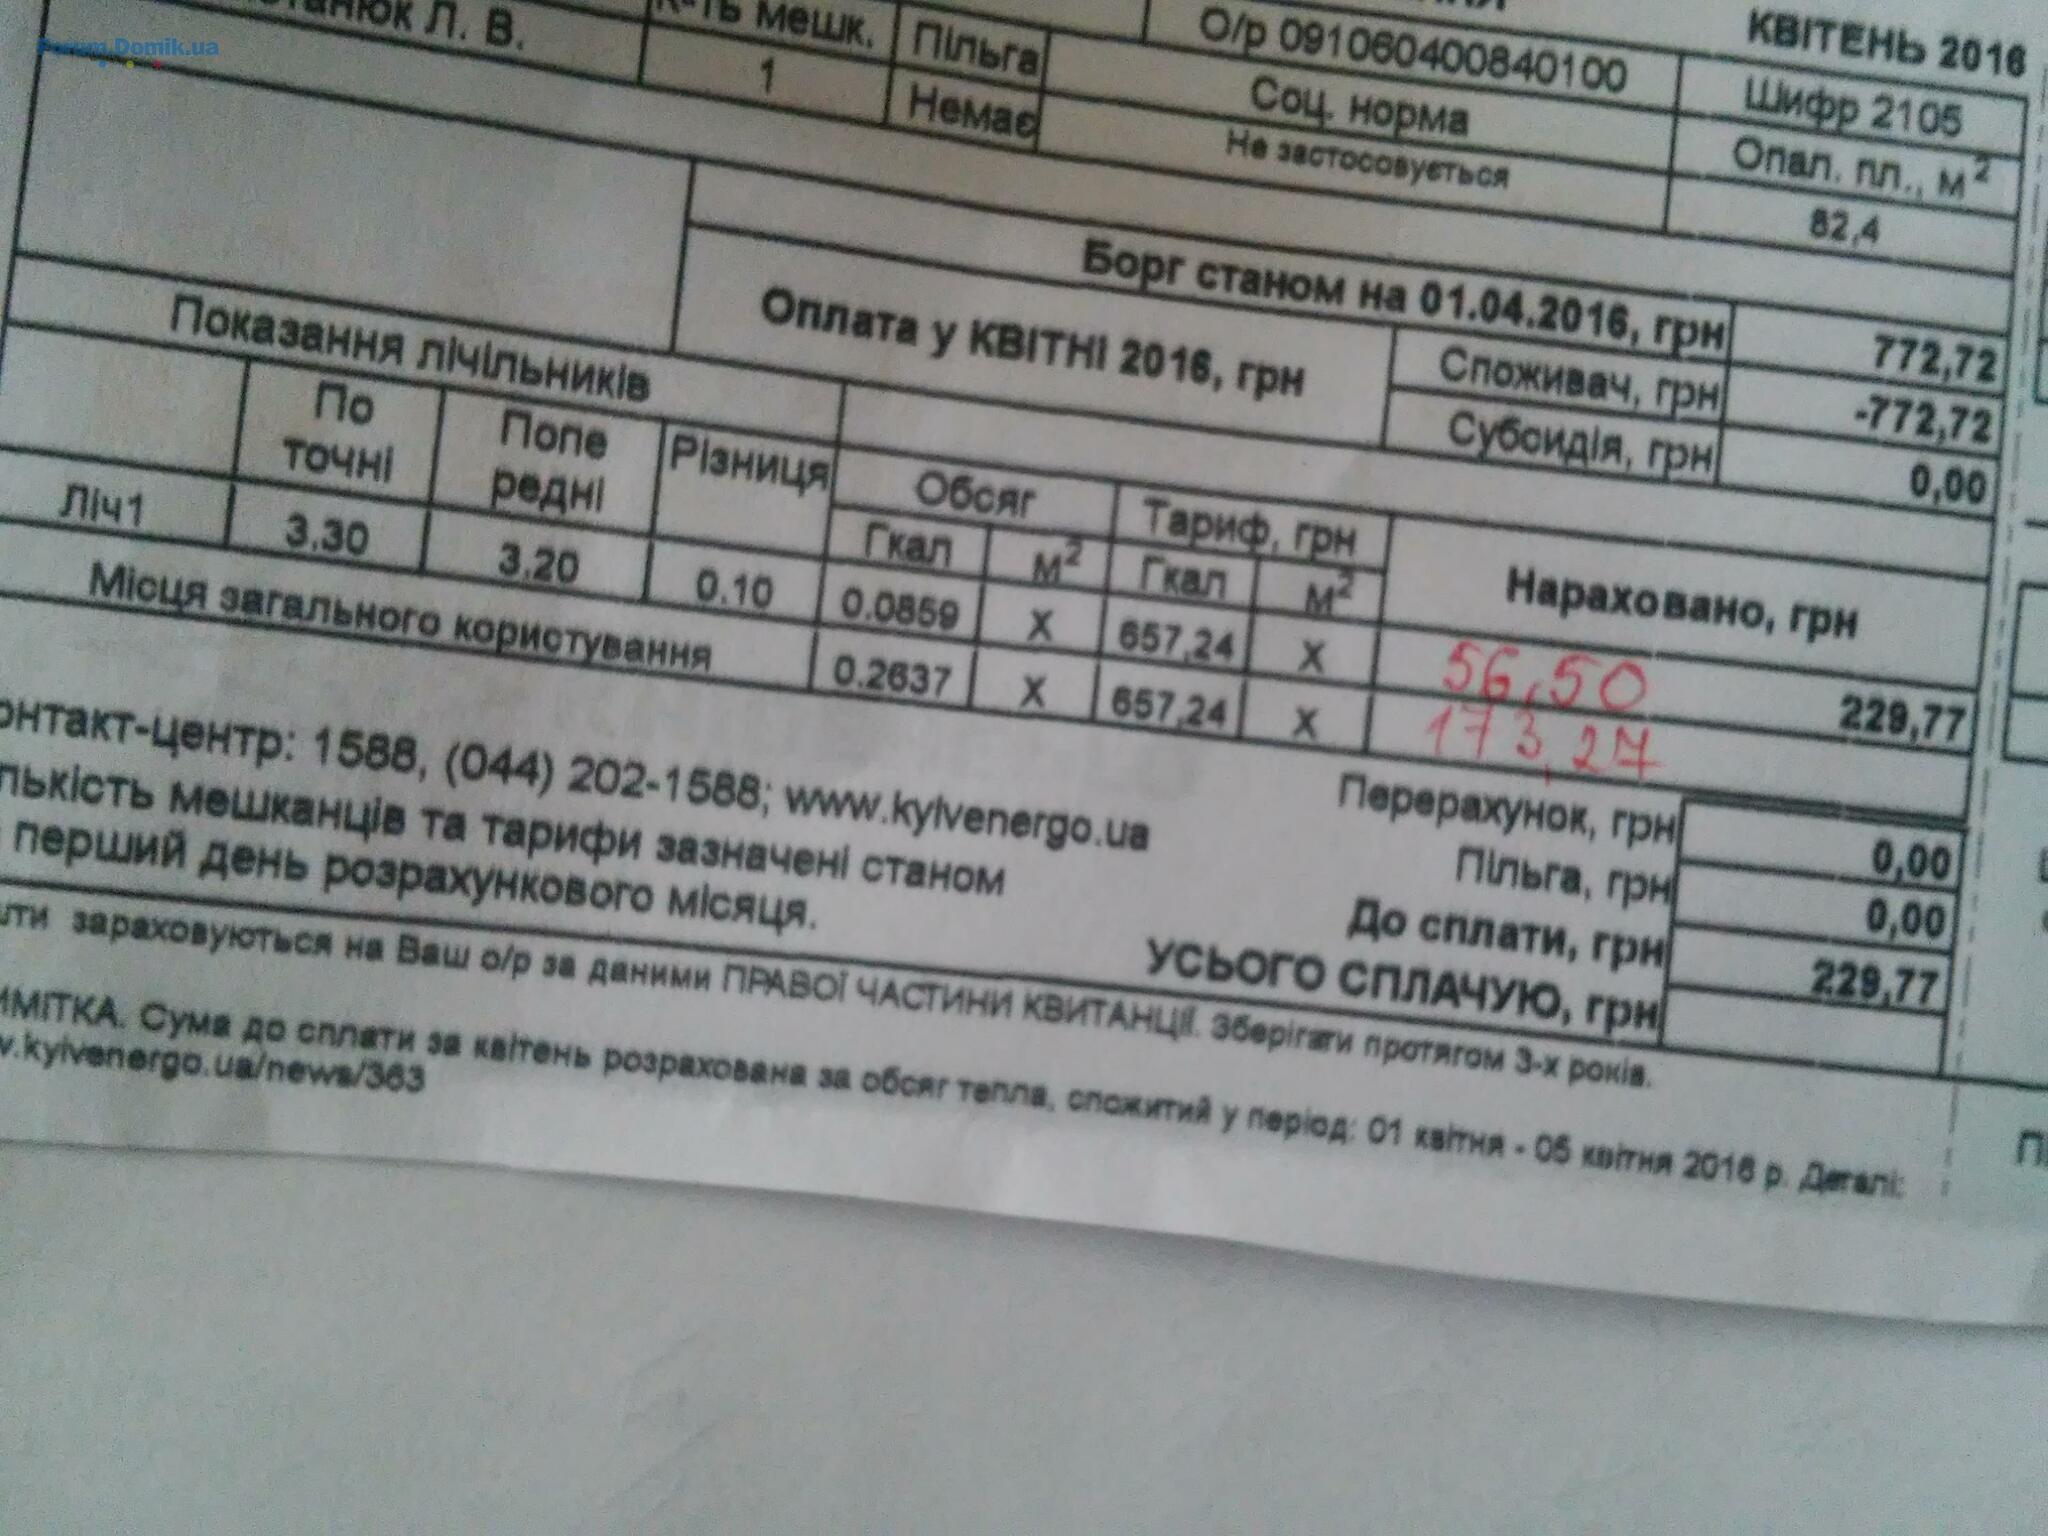 Forum.Domik.ua
КВІТЕНЬ 2016
Л. В.
мешк.
Пільга
О/р 091060400840100
Шифр 2105
1
Немає
Соц. норма
Опал. пл., м²
Не застосовується
82,4
Борг станом на 01.04.2016, грн
772,72
Оплата у КВІТНІ 2016, грн
Споживач, грн
-772,72
Субсидія, грн
0,00
Показання лічільників
По
точні
Попе
редні
Різниця
Обсяг
Тариф, грн
Нараховано, грн
Гкал
м²
Гкал
м²
Ліч1
3.30
3.20
0.10
0.0859
X
657,24
X
56,50
229,77
Місця загального користування
0.2637
X
657,24
X
173,27
онтакт-центр: 1588, (044) 202-1588; www.kyivenergo.ua
лькість мешканців та тарифи зазначені станом
перший день розрахункового місяця.
Перерахунок, грн
0,00
Пільга, грн
0,00
До сплати, грн
229,77
УСЬОГО СПЛАЧУЮ, грн
зараховуються на Ваш о/р за даними ПРАВОЇ ЧАСТИНИ КВИТАНЦІЇ. Зберігати протягом 3-х років.
ИМІТКА. Сума до сплати за квітень розрахована за обсяг тепла, спожитий у період: 01 квітня - 05 квітня 2016 р. Деталі:
.kyivenergo.ua/news/363